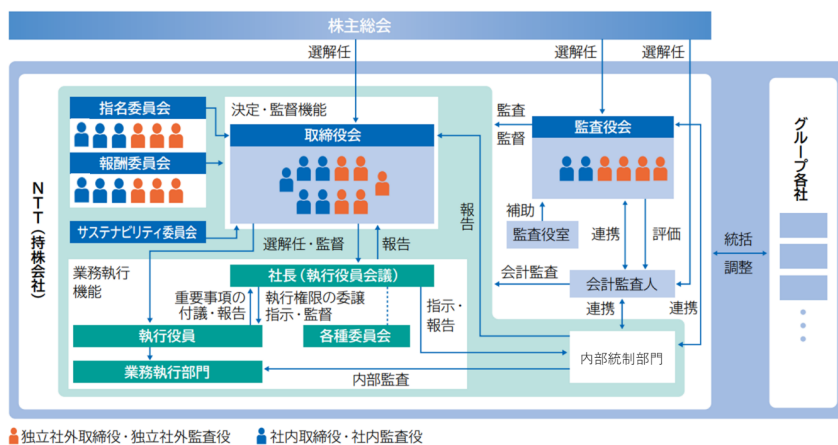 株主総会
選解任
選解任
選解任
NTT（持株会社）
指名委員会
報酬委員会
サステナビリティ委員会
決定・監督機能
取締役会
監査
監督
監査役会
補助
監査役室
連携
評価
会計監査
会計監査人
連携
連携
報告
選解任・監督
報告
業務執行
機能
社長（執行役員会議）
重要事項の
付議・報告
執行権限の委譲
指示・監督
指示・
報告
執行役員
各種委員会
業務執行部門
内部監査
内部統制部門
統括
調整
グループ各社
独立社外取締役・独立社外監査役
社内取締役・社内監査役